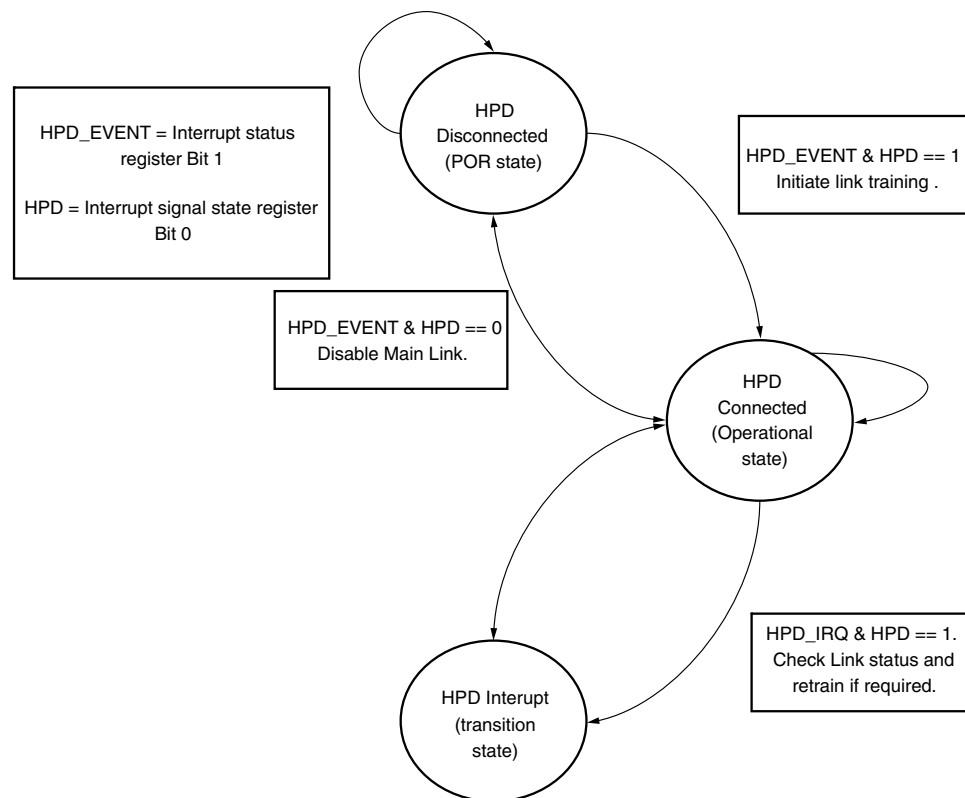 HPD
Disconnected
(POR state)
HPD_EVENT = Interrupt status
register Bit 1
HPD = Interrupt signal state register
Bit 0
HPD_EVENT & HPD == 1
Initiate link training .
HPD_EVENT & HPD == 0
Disable Main Link.
HPD
Connected
(Operational
state)
HPD_IRQ & HPD == 1.
Check Link status and
retrain if required.
HPD Interupt
(transition
state)